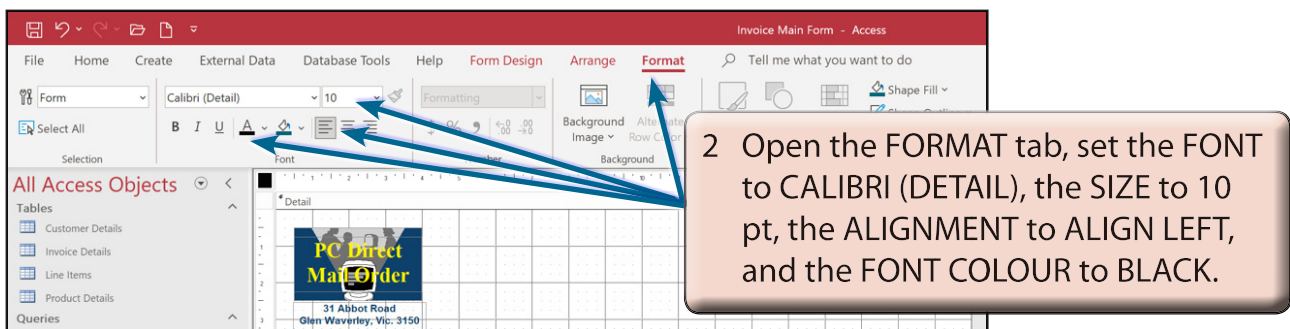 Invoice Main Form - Access
File Home Create External Data Database Tools Help Form Design Arrange Format Tell me what you want to do
Form
Calibri (Detail) 10
Formatting
Shape Fill
Select All
B I U A
Background
Image
Selection
Font
Background
All Access Objects
Tables
Customer Details
Invoice Details
Line Items
Product Details
Queries
Detail
PC Direct
Mail Order
31 Abbot Road
Glen Waverley, Vic. 3150
2 Open the FORMAT tab, set the FONT
to CALIBRI (DETAIL), the SIZE to 10
pt, the ALIGNMENT to ALIGN LEFT,
and the FONT COLOUR to BLACK.